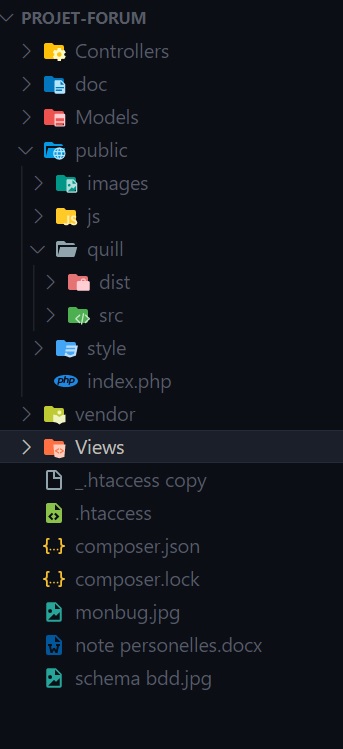 PROJET-FORUM
Controllers
doc
Models
public
images
JS js
quill
dist
src
style
php index.php
vendor
Views
_.htaccess copy
.htaccess
composer.json
composer.lock
monbug.jpg
note personelles.docx
schema bdd.jpg